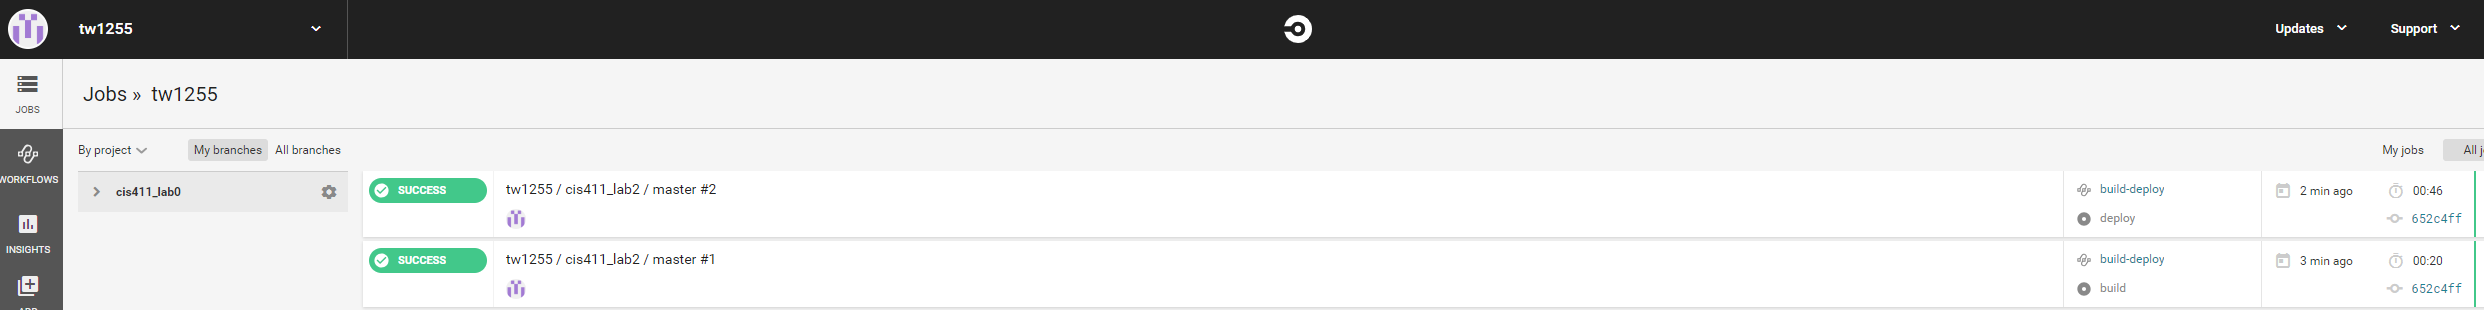 tw1255
Updates
Support
JOBS
Jobs » tw1255
By project
My branches
All branches
My jobs
All j
WORKFLOWS
cis411_lab0
SUCCESS
tw1255 / cis411_lab2 / master #2
build-deploy
deploy
2 min ago
00:46
652c4ff
INSIGHTS
SUCCESS
tw1255 / cis411_lab2 / master #1
build-deploy
build
3 min ago
00:20
652c4ff